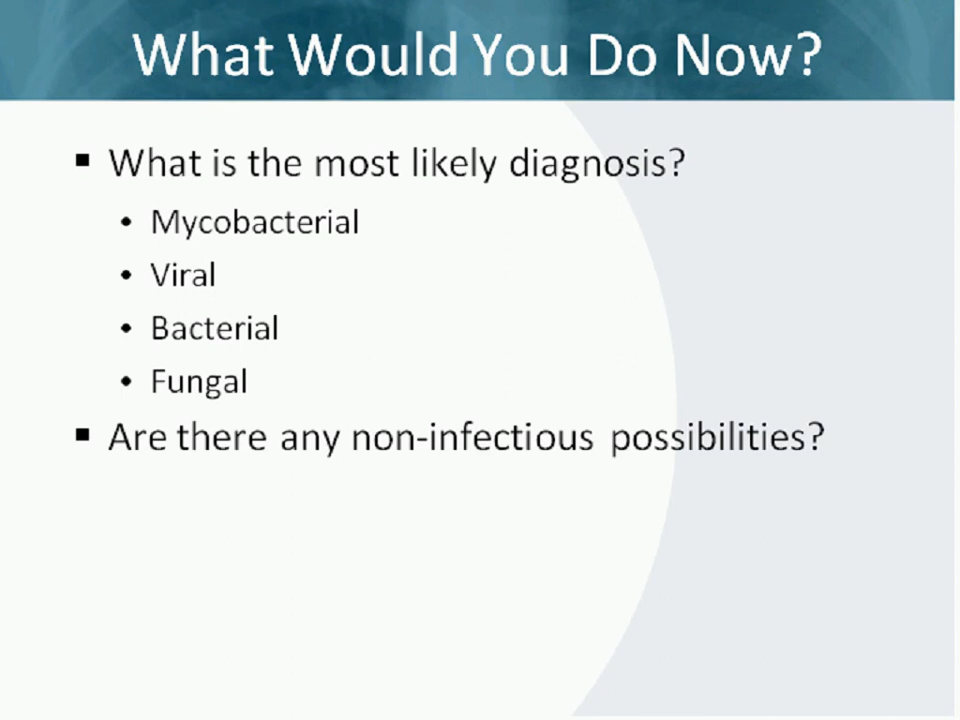 What Would You Do Now?
▪ What is the most likely diagnosis?
• Mycobacterial
• Viral
• Bacterial
• Fungal
▪ Are there any non-infectious possibilities?